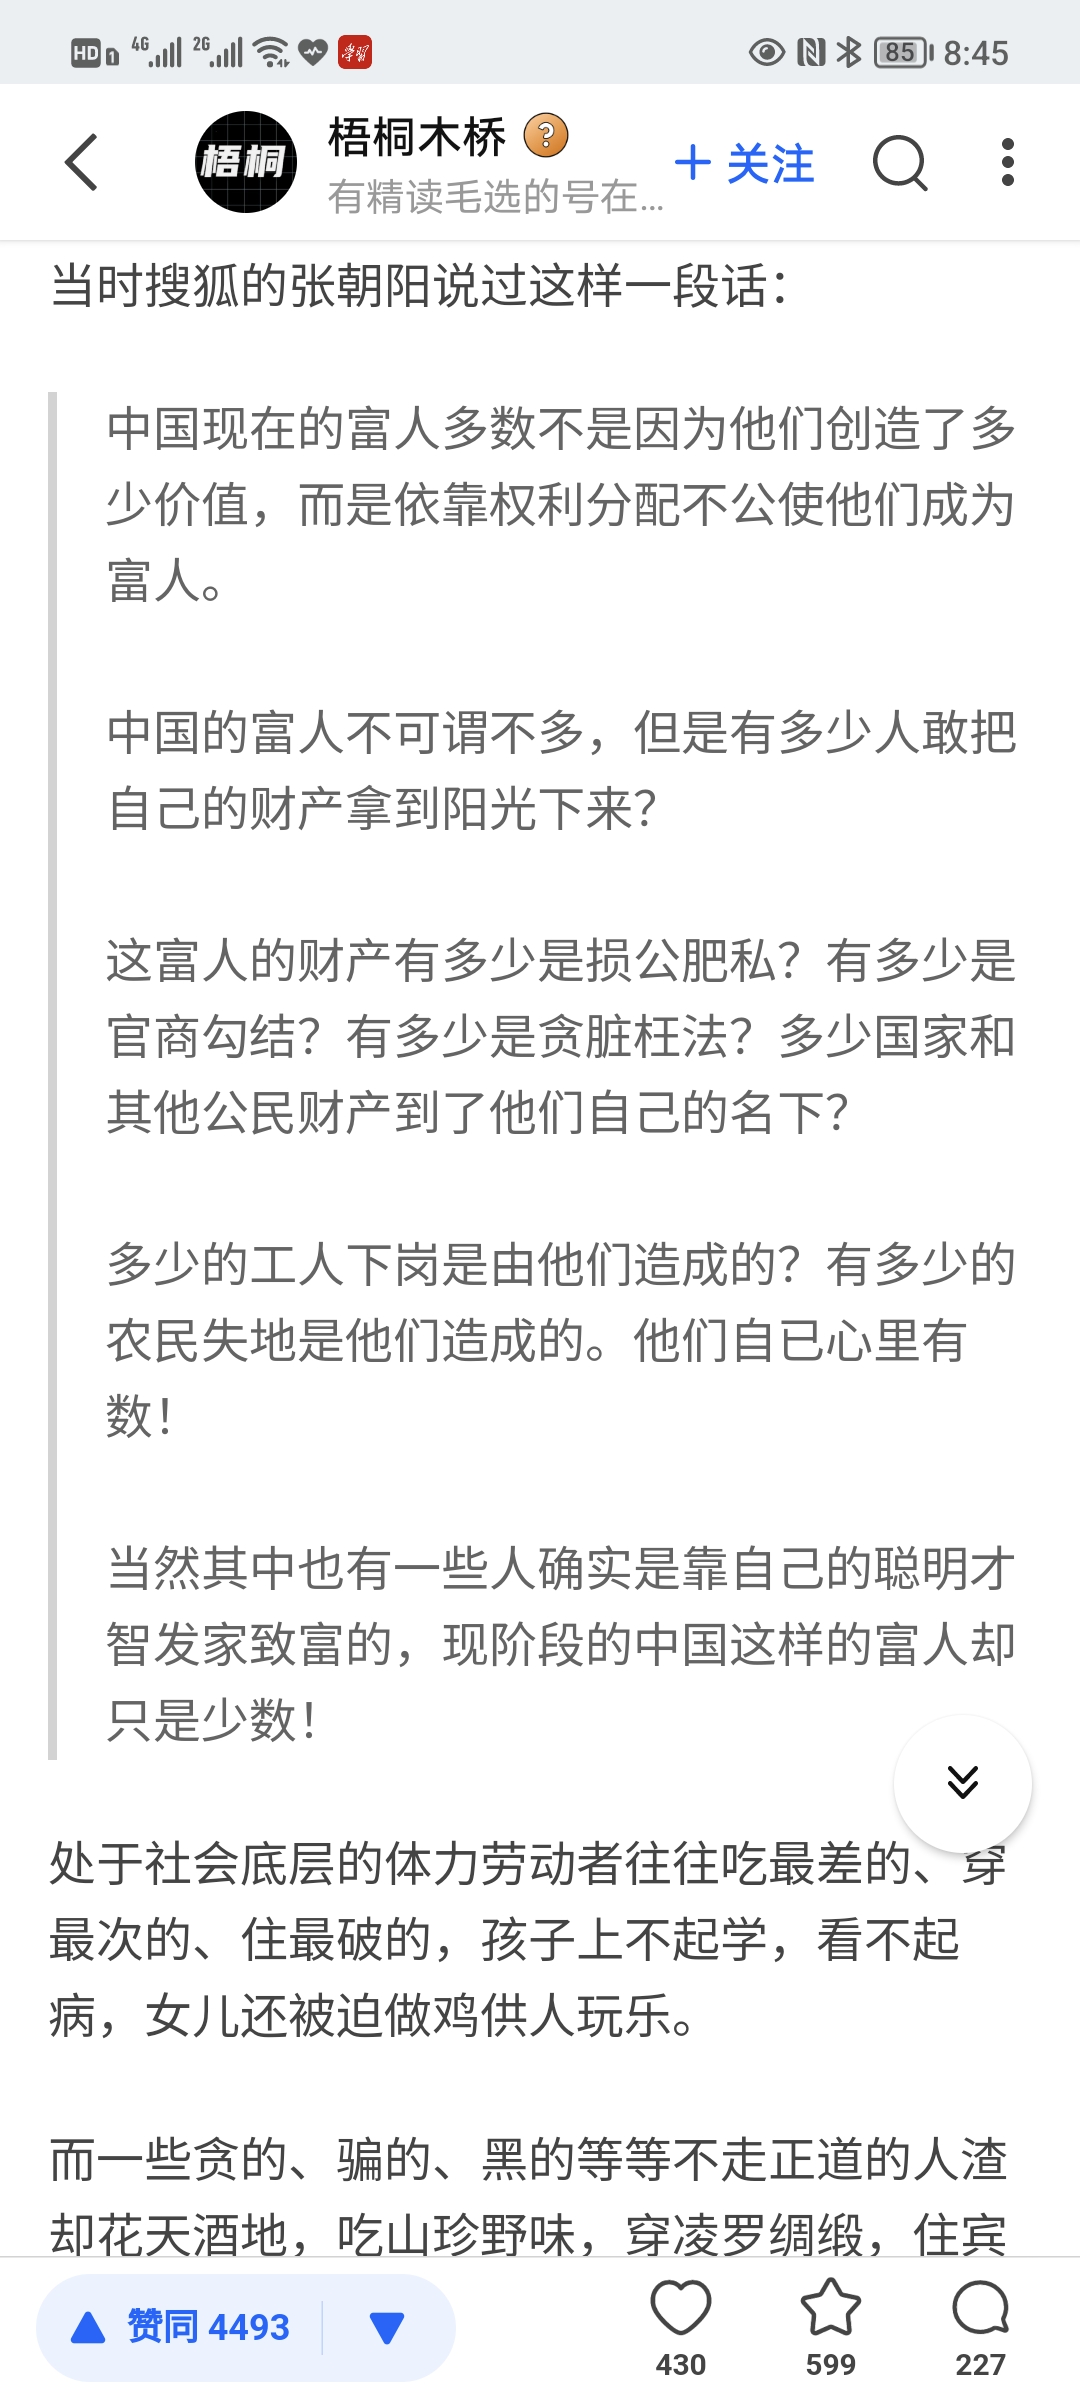 HD 1 4G 2G 学习 85 8:45
梧桐
梧桐木桥 ?
+ 关注
有精读毛选的号在...
当时搜狐的张朝阳说过这样一段话：
中国现在的富人多数不是因为他们创造了多
少价值，而是依靠权利分配不公使他们成为
富人。
中国的富人不可谓不多，但是有多少人敢把
自己的财产拿到阳光下来？
这富人的财产有多少是损公肥私？有多少是
官商勾结？有多少是贪脏枉法？多少国家和
其他公民财产到了他们自己的名下？
多少的工人下岗是由他们造成的？有多少的
农民失地是他们造成的。他们自已心里有
数！
当然其中也有一些人确实是靠自己的聪明才
智发家致富的，现阶段的中国这样的富人却
只是少数！
处于社会底层的体力劳动者往往吃最差的、穿
最次的、住最破的，孩子上不起学，看不起
病，女儿还被迫做鸡供人玩乐。
而一些贪的、骗的、黑的等等不走正道的人渣
却花天酒地，吃山珍野味，穿凌罗绸缎，住宾
赞同 4493
430
599
227